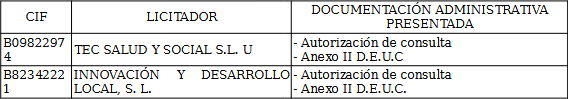 CIF LICITADOR DOCUMENTACIÓN ADMINISTRATIVA
PRESENTADA
B0982297
4
TEC SALUD Y SOCIAL S.L. U
- Autorización de consulta
- Anexo II D.E.U.C
B8234222
1
INNOVACIÓN Y DESARROLLO
LOCAL, S. L.
- Autorización de consulta
- Anexo II D.E.U.C.